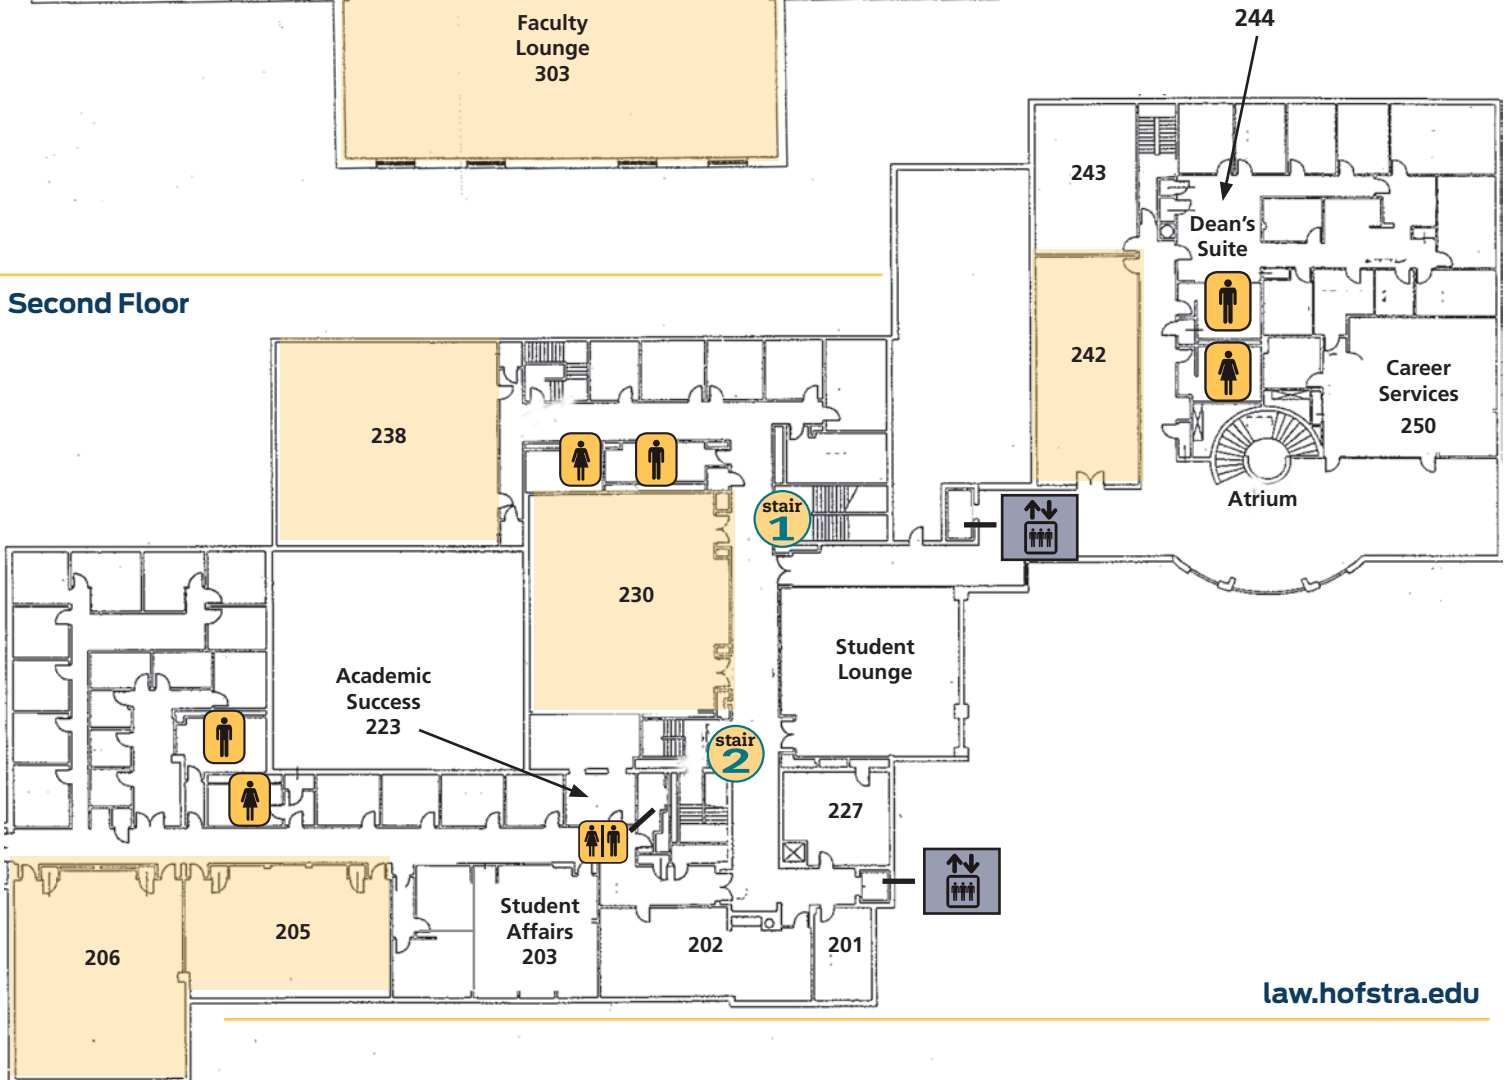 Faculty
Lounge
303
244
243
Dean's
Suite
Second Floor
242
Career
Services
250
238
stair
1
Atrium
230
Student
Lounge
Academic
Success
223
stair
2
227
Student
Affairs
203
202
201
205
206
law.hofstra.edu